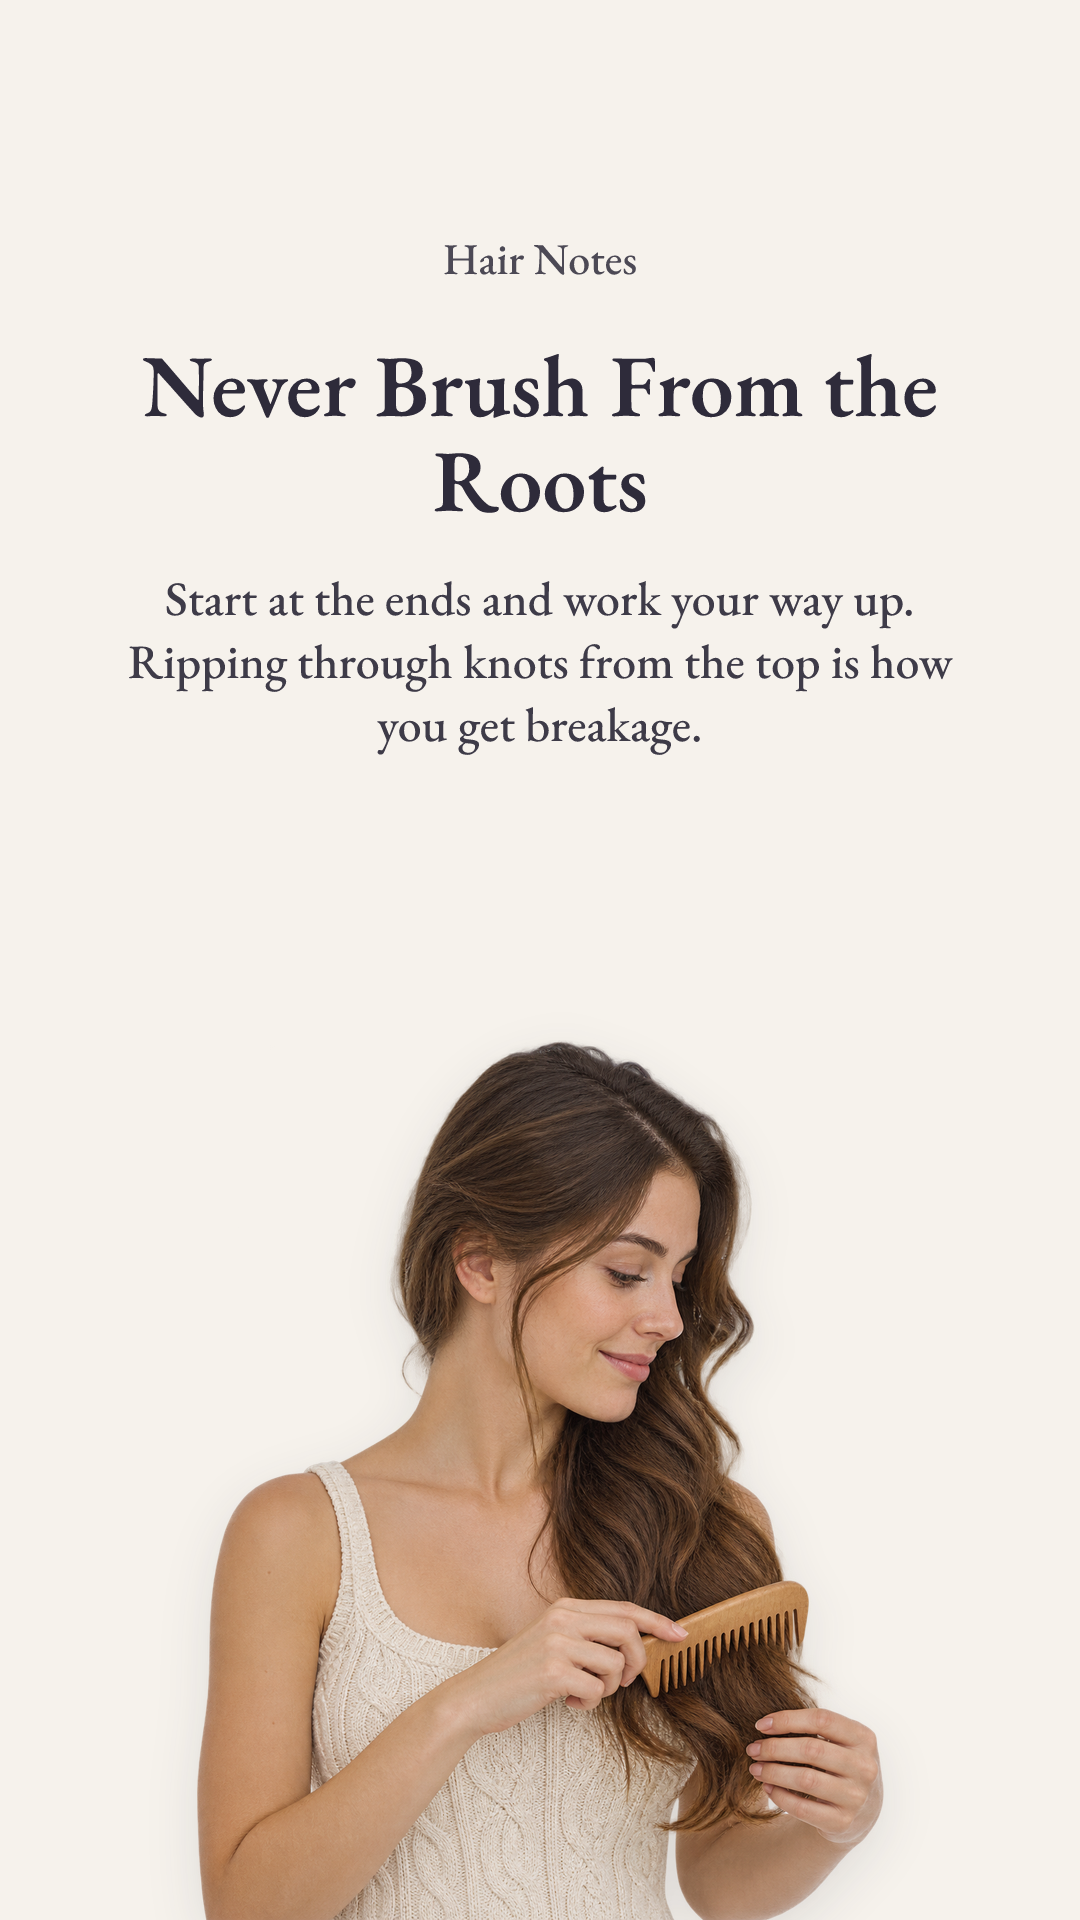 Hair Notes
Never Brush From the
Roots
Start at the ends and work your way up.
Ripping through knots from the top is how
you get breakage.